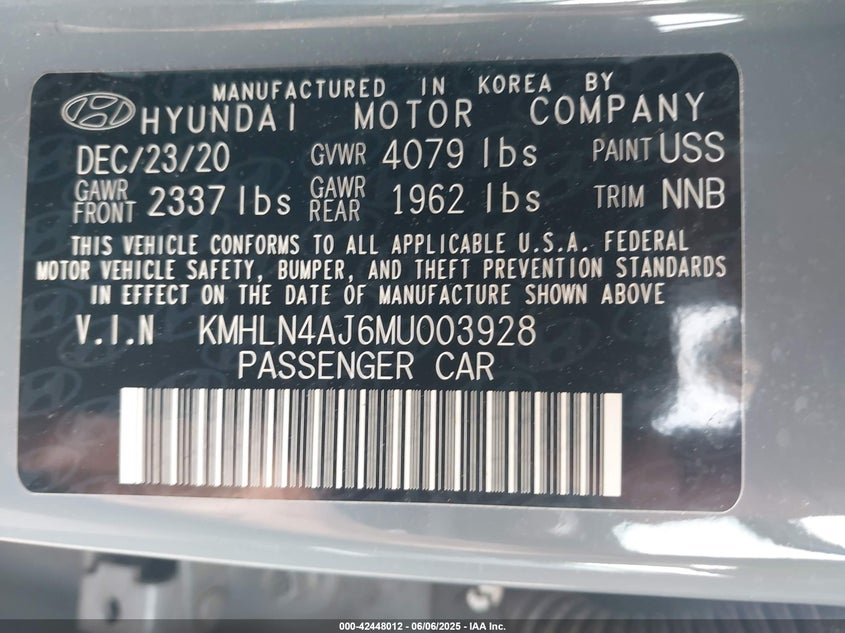 MANUFACTURED IN KOREA BY
HYUNDAI MOTOR COMPANY
DEC/23/20 GVWR 4079 lbs PAINT USS
GAWR FRONT 2337 lbs GAWR REAR 1962 lbs TRIM NNB
THIS VEHICLE CONFORMS TO ALL APPLICABLE U.S.A. FEDERAL
MOTOR VEHICLE SAFETY, BUMPER, AND THEFT PREVENTION STANDARDS
IN EFFECT ON THE DATE OF MANUFACTURE SHOWN ABOVE
V.I.N KMHLN4AJ6MU003928
PASSENGER CAR
000-42448012 - 06/06/2025 - IAA Inc.